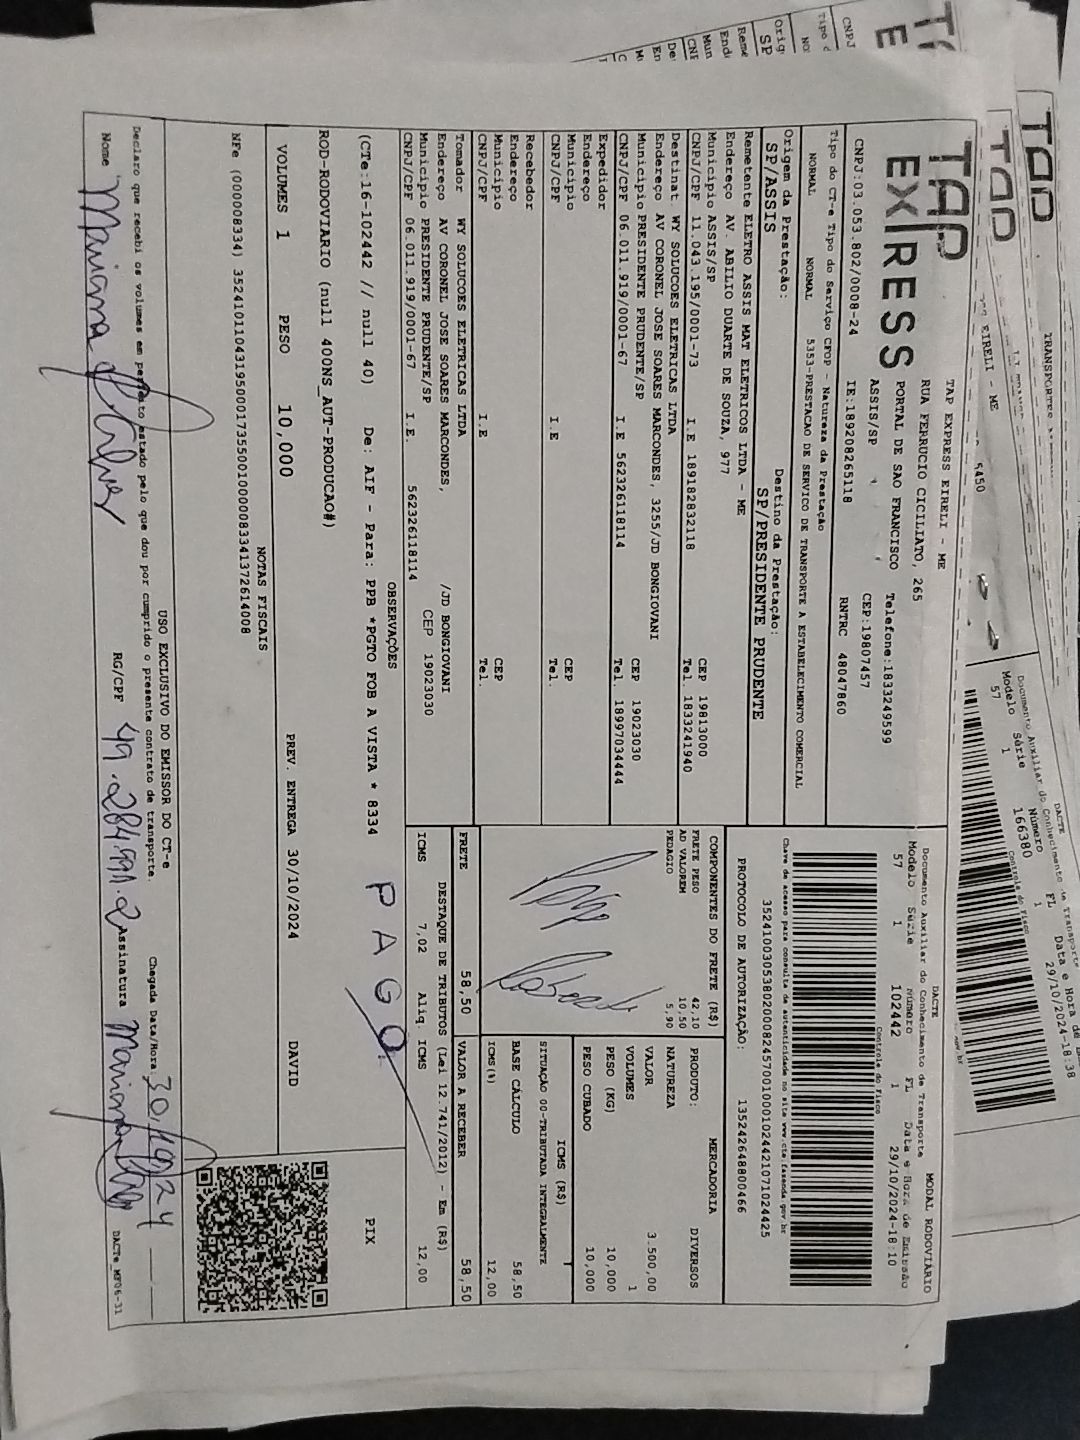 TAP
EXPRESS
TAP EXPRESS EIRELI - ME
RUA FERRUCIO CICILIATO, 265
PORTAL DE SAO FRANCISCO Telefone:1833249599
ASSIS/SP CEP:19807457
CNPJ:03.053.802/0008-24 IE:189208265118 RNTRC 48047860
Tipo do CT-e Tipo do Serviço CFOP Natureza da Prestação
NORMAL NORMAL 5353-PRESTACAO DE SERVICO DE TRANSPORTE A ESTABELECIMENTO COMERCIAL
Origem da Prestação: Destino da Prestação:
SP/ASSIS SP/PRESIDENTE PRUDENTE
Remetente ELETRO ASSIS MAT ELETRICOS LTDA - ME
Endereço AV. ABILIO DUARTE DE SOUZA, 977
Município ASSIS/SP CEP 19813000
CNPJ/CPF 11.043.195/0001-73 I.E 189182832118 Tel. 1833241940
Destinat WY SOLUCOES ELETRICAS LTDA
Endereço AV CORONEL JOSE SOARES MARCONDES, 3255/JD BONGIOVANI
Município PRESIDENTE PRUDENTE/SP CEP 19023030
CNPJ/CPF 06.011.919/0001-67 I.E 562326118114 Tel. 18997034444
Expedidor
Endereço
Município CEP
CNPJ/CPF I.E Tel.
Recebedor
Endereço
Município CEP
CNPJ/CPF I.E Tel.
Tomador WY SOLUCOES ELETRICAS LTDA
Endereço AV CORONEL JOSE SOARES MARCONDES, /JD BONGIOVANI
Município PRESIDENTE PRUDENTE/SP CEP 19023030
CNPJ/CPF 06.011.919/0001-67 I.E. 562326118114
MODAL RODOVIÁRIO
DACTE
Documento Auxiliar do Conhecimento de Transporte
Modelo Série Número FL Data e Hora de Emissão
57 1 102442 1 29/10/2024-18:10
Controle do Fisco
Chave de acesso para consulta de autenticidade no site www.cte.fazenda.gov.br
35241003053802000824570010001024421071024425
PROTOCOLO DE AUTORIZAÇÃO: 135242648800466
COMPONENTES DO FRETE (R$)
FRETE PESO 42,10
AD VALOREM 10,50
PEDAGIO 5,90
MERCADORIA
PRODUTO: DIVERSOS
NATUREZA
VALOR 3.500,00
VOLUMES 1
PESO (KG) 10,000
PESO CUBADO 10,000
ICMS (R$)
SITUAÇÃO 00-TRIBUTADA INTEGRALMENTE
BASE CÁLCULO 58,50
ICMS(%) 12,00
FRETE 58,50 VALOR A RECEBER 58,50
DESTAQUE DE TRIBUTOS (Lei 12.741/2012) - Em (R$)
ICMS 7,02 Aliq. ICMS 12,00
OBSERVAÇÕES
(CTe:16-102442 // null 40) De: AIF - Para: PPB *PGTO FOB A VISTA * 8334
PAGO
PIX
ROD-RODOVIARIO (null 400NS_AUT-PRODUCAO#)
VOLUMES 1 PESO 10,000 PREV. ENTREGA 30/10/2024 DAVID
NOTAS FISCAIS
NFe (000008334) 35241011043195000173550010000083341372614008
USO EXCLUSIVO DO EMISSOR DO CT-e
Declaro que recebi os volumes em perfeito estado pelo que dou por cumprido o presente contrato de transporte. Chegada Data/Hora: 30/10/24
Nome Mariana RG/CPF Assinatura Mariana
DACTe_MF06-31
TAP
TAP
EIRELI - ME
5450
DACTE
Documento Auxiliar do Conhecimento de Transporte
Modelo Série Número FL Data e Hora de
57 1 166380 1 29/10/2024-18:38
Controle do Fisco